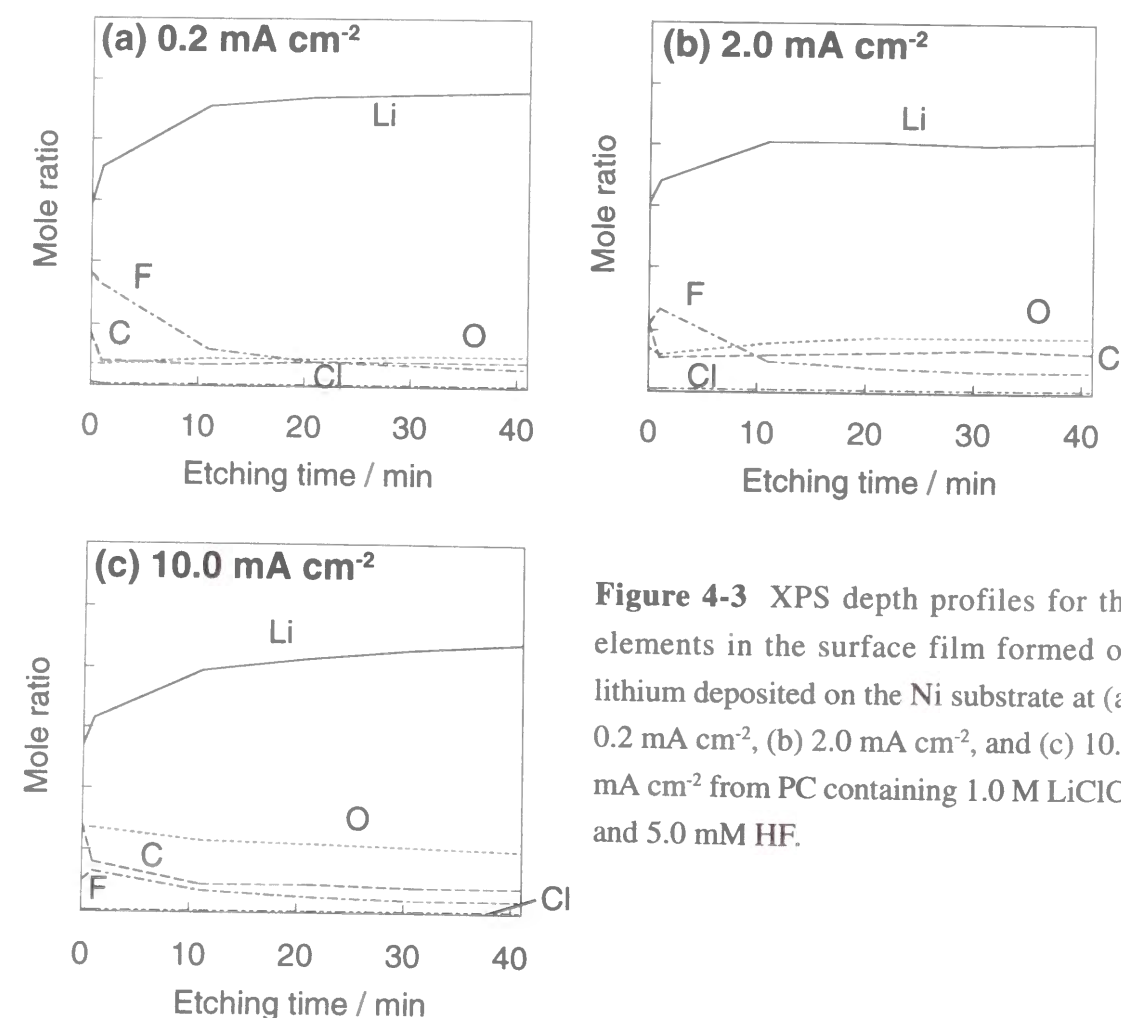 (a) 0.2 mA cm-2
Mole ratio
Li
F
C
O
Cl
0 10 20 30 40
Etching time / min
(b) 2.0 mA cm-2
Mole ratio
Li
F
O
C
Cl
0 10 20 30 40
Etching time / min
(c) 10.0 mA cm-2
Mole ratio
Li
O
C
F
Cl
0 10 20 30 40
Etching time / min
Figure 4-3 XPS depth profiles for th
elements in the surface film formed o
lithium deposited on the Ni substrate at (a
0.2 mA cm-2, (b) 2.0 mA cm-2, and (c) 10.
mA cm-2 from PC containing 1.0 M LiClO
and 5.0 mM HF.